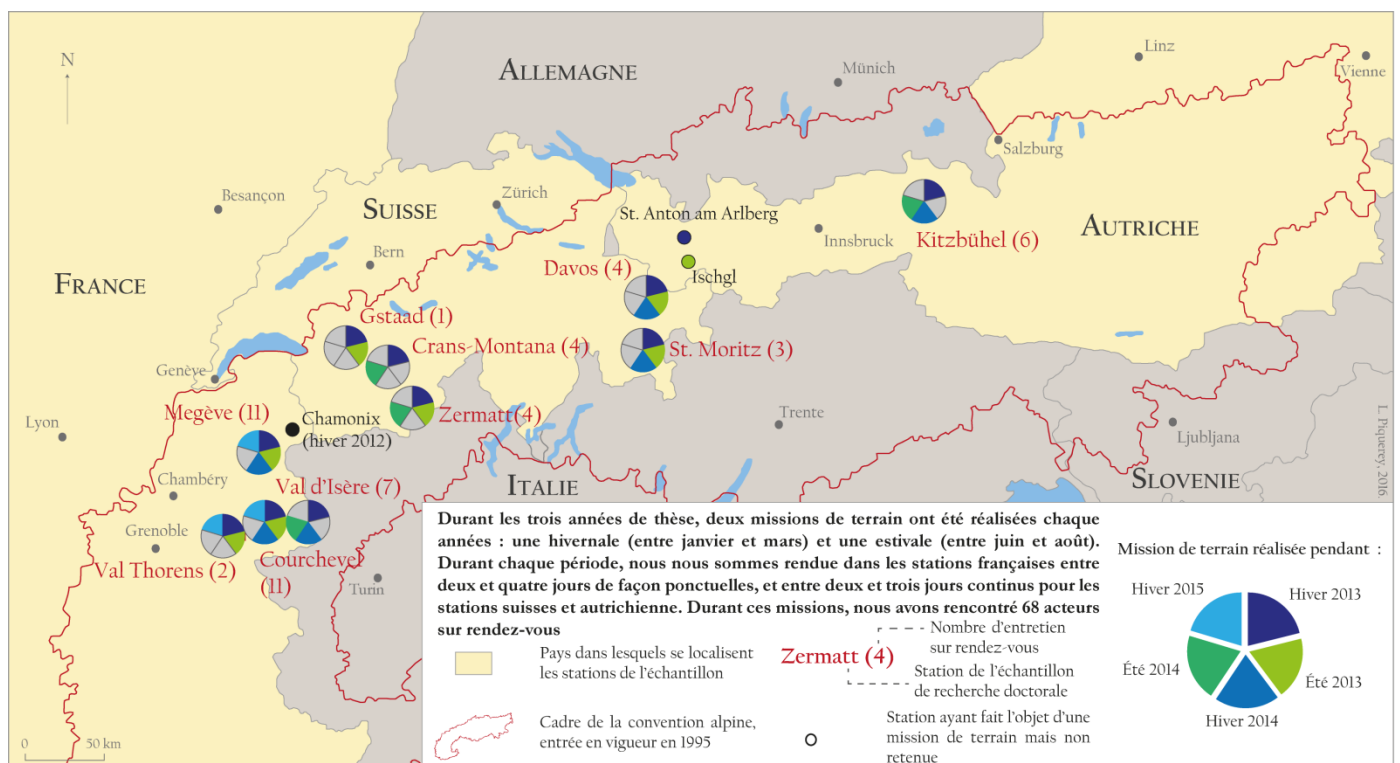 N
ALLEMAGNE
Münich
Linz
Vienne
Salzburg
Besançon
SUISSE
Zürich
St. Anton am Arlberg
Innsbruck
Kitzbühel (6)
AUTRICHE
Bern
Davos (4)
Ischgl
FRANCE
Gstaad (1)
Crans-Montana (4)
St. Moritz (3)
Genève
Megève (11)
Chamonix
(hiver 2012)
Zermatt (4)
Trente
Lyon
Ljubljana
Chambéry
Val d'Isère (7)
ITALIE
SLOVENIE
L. Piquerey, 2016.
Grenoble
Val Thorens (2)
Courchevel
(11)
Turin
0 50 km
Durant les trois années de thèse, deux missions de terrain ont été réalisées chaque
années : une hivernale (entre janvier et mars) et une estivale (entre juin et août).
Durant chaque période, nous nous sommes rendue dans les stations françaises entre
deux et quatre jours de façon ponctuelles, et entre deux et trois jours continus pour les
stations suisses et autrichienne. Durant ces missions, nous avons rencontré 68 acteurs
sur rendez-vous
Pays dans lesquels se localisent
les stations de l'échantillon
Cadre de la convention alpine,
entrée en vigueur en 1995
Zermatt (4)
Nombre d'entretien
sur rendez-vous
Station de l'échantillon
de recherche doctorale
Station ayant fait l'objet d'une
mission de terrain mais non
retenue
Mission de terrain réalisée pendant :
Hiver 2015
Hiver 2013
Été 2014
Été 2013
Hiver 2014